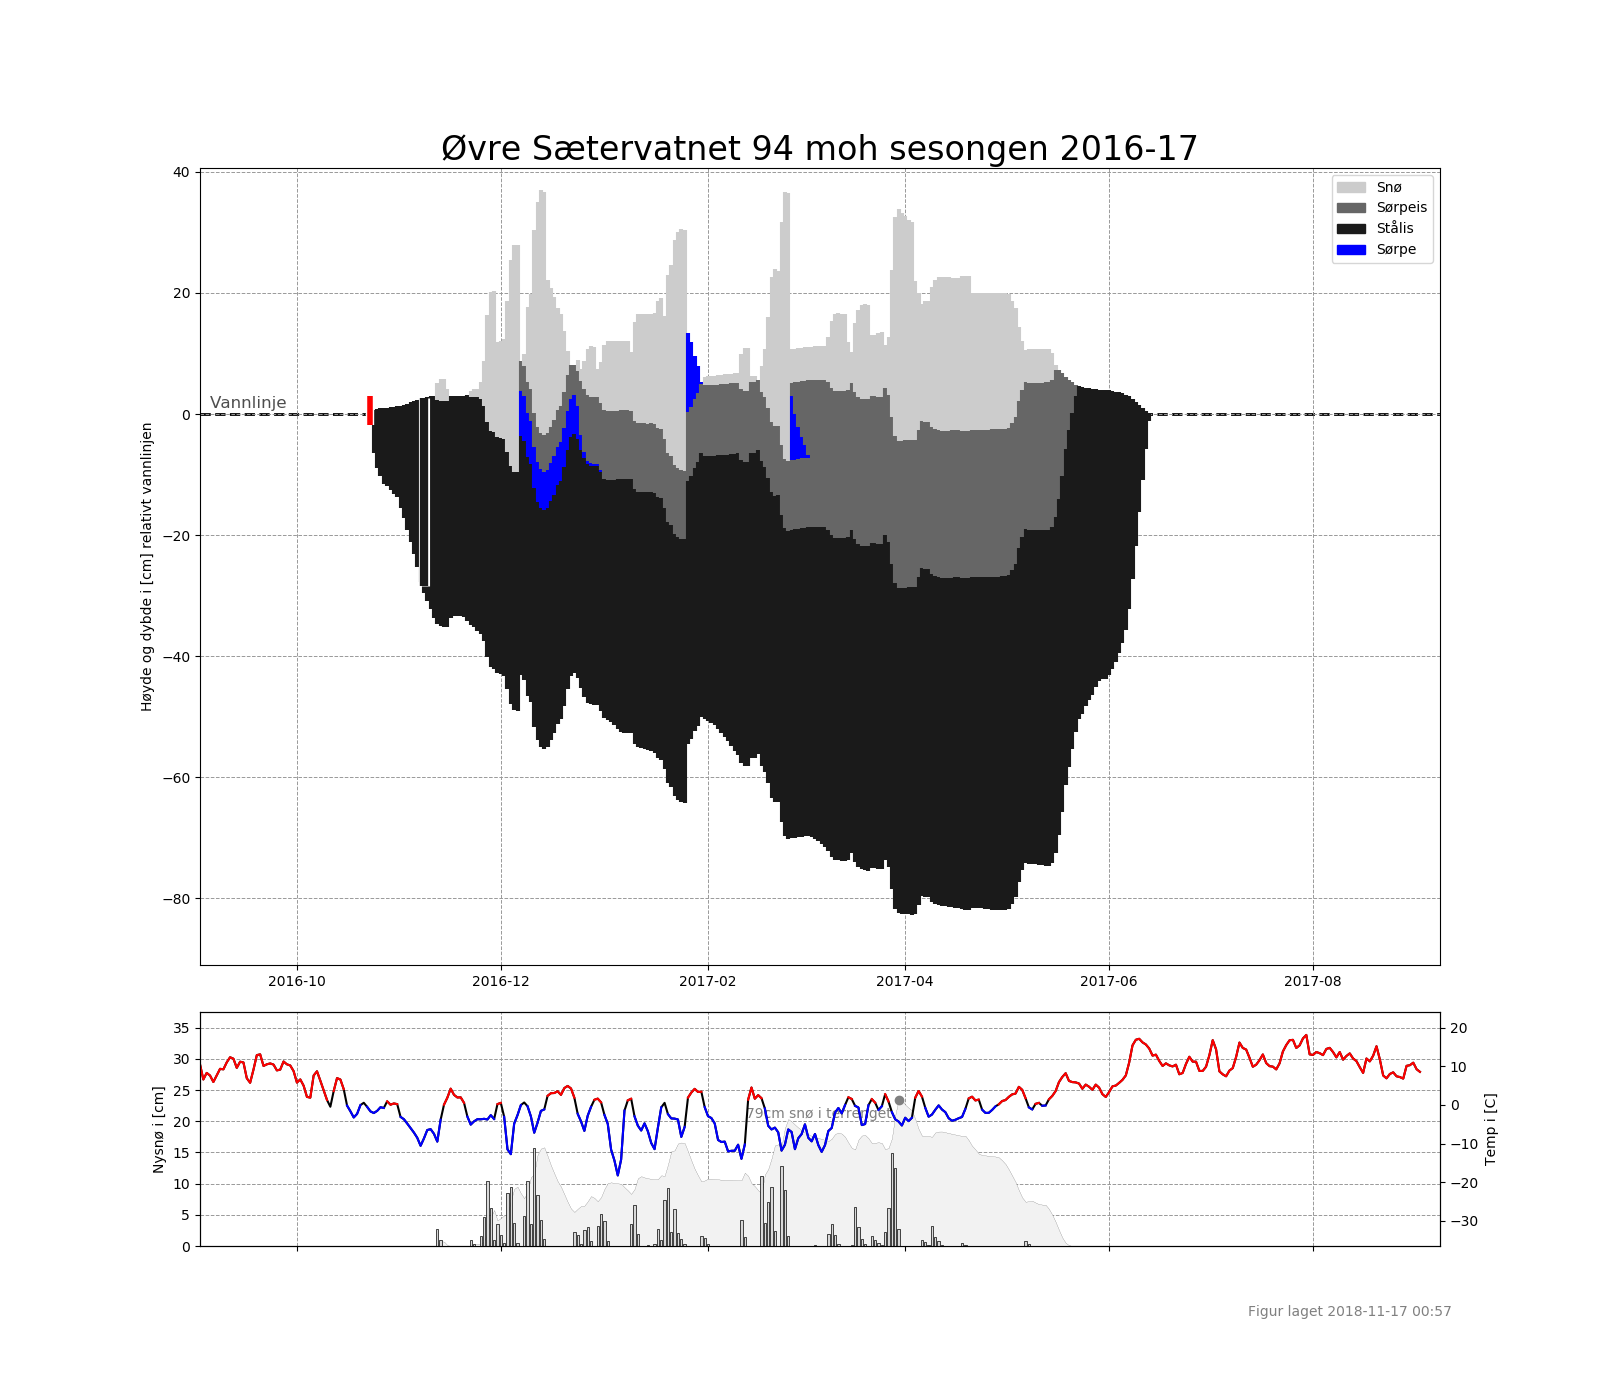 Øvre Sætervatnet 94 moh sesongen 2016-17
Høyde og dybde i [cm] relativt vannlinjen
40
20
0
−20
−40
−60
−80
Vannlinje
Snø
Sørpeis
Stålis
Sørpe
2016-10 2016-12 2017-02 2017-04 2017-06 2017-08
Nysnø i [cm]
35
30
25
20
15
10
5
0
79cm snø i terrenget
20
10
0
−10
−20
−30
Temp i [C]
Figur laget 2018-11-17 00:57